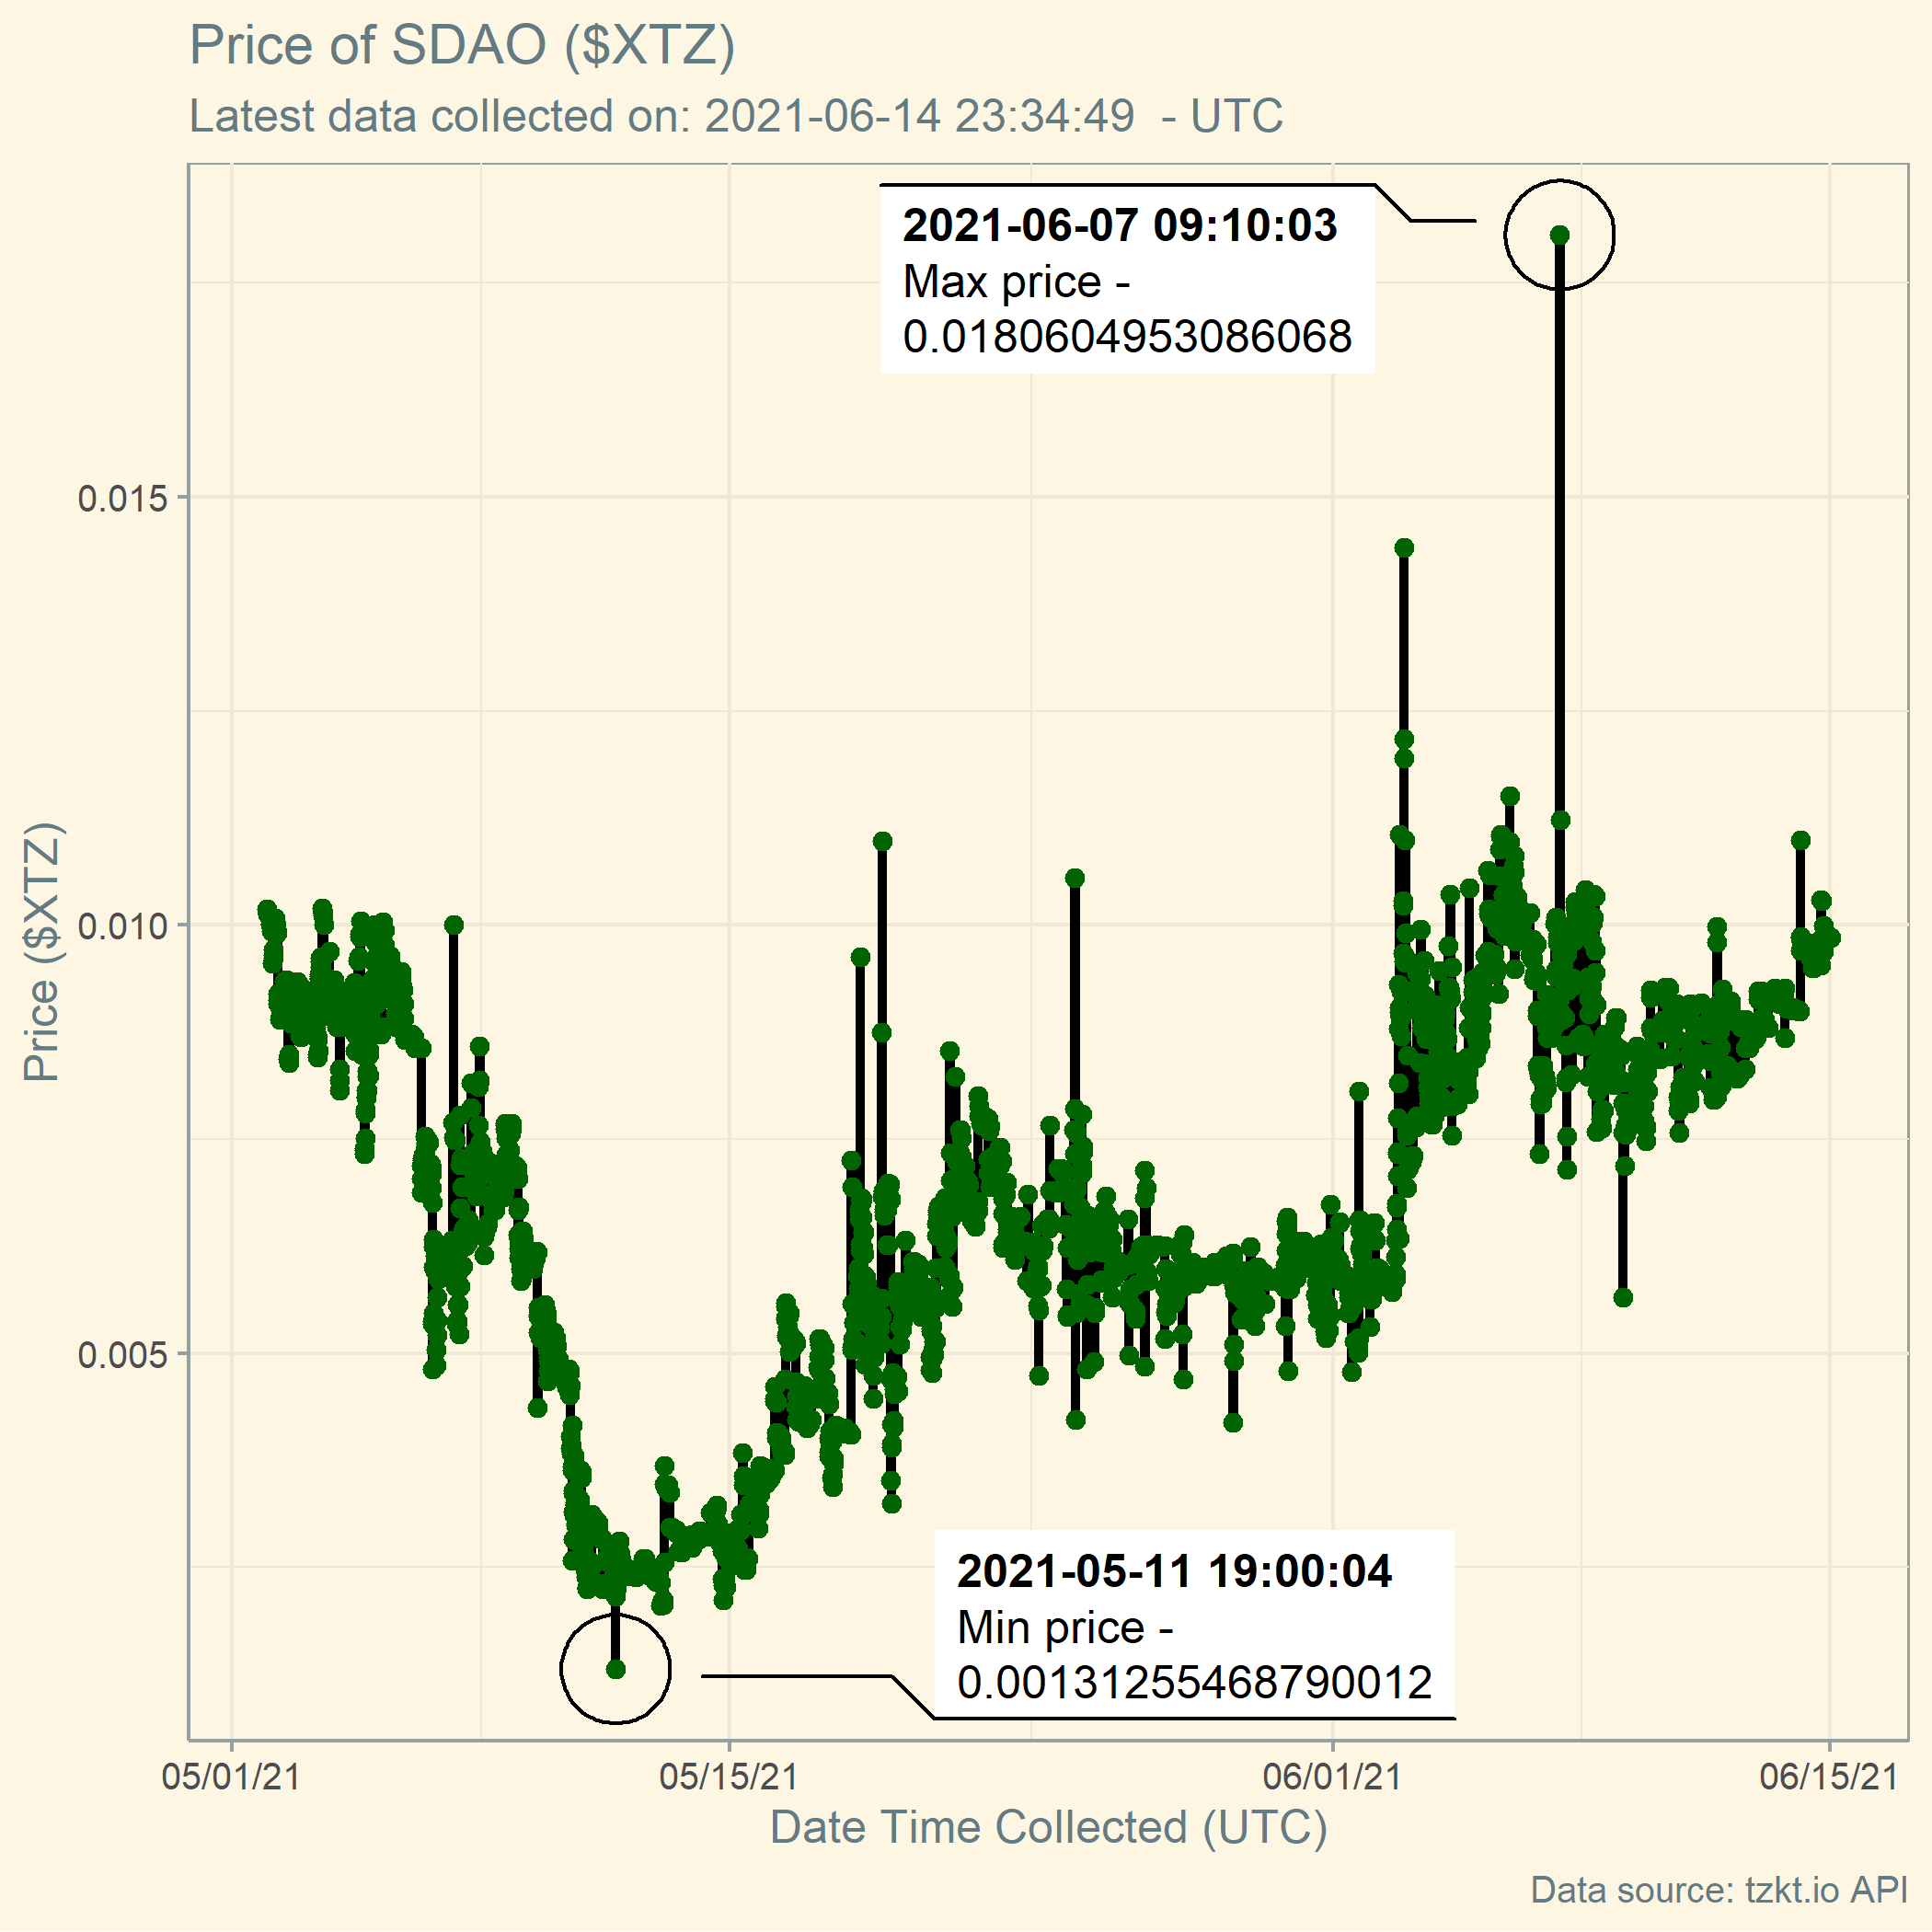 Price of SDAO ($XTZ)
Latest data collected on: 2021-06-14 23:34:49  - UTC
2021-06-07 09:10:03
Max price -
0.0180604953086068
0.015
0.010
0.005
Price ($XTZ)
2021-05-11 19:00:04
Min price -
0.00131255468790012
05/01/21
05/15/21
06/01/21
06/15/21
Date Time Collected (UTC)
Data source: tzkt.io API